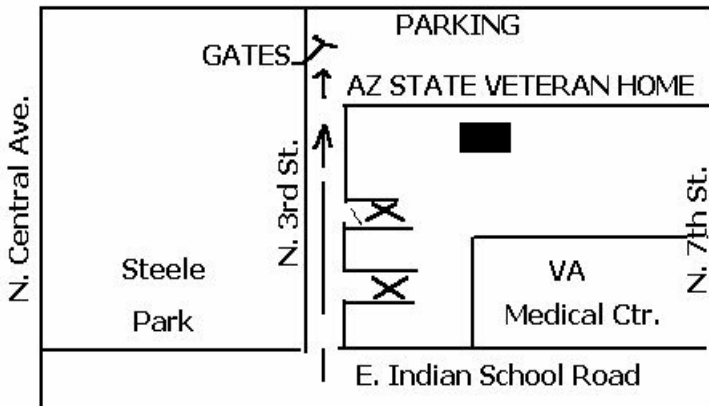 PARKING
GATES
AZ STATE VETERAN HOME
N. Central Ave.
N. 3rd St.
N. 7th St.
Steele
Park
VA
Medical Ctr.
E. Indian School Road